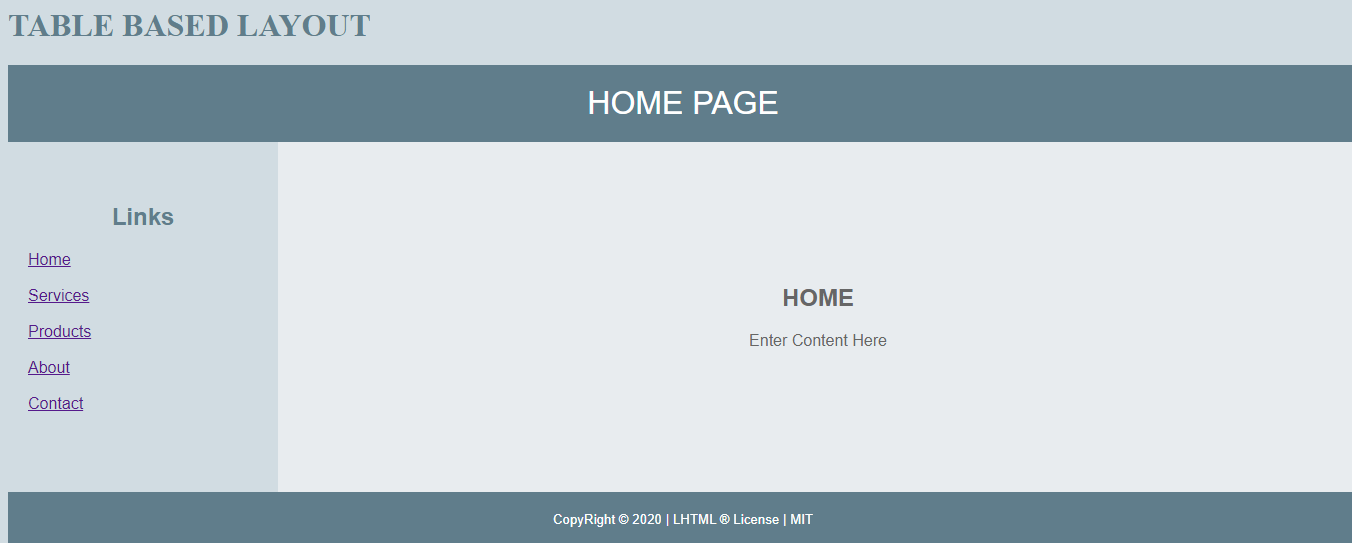 TABLE BASED LAYOUT
HOME PAGE
Links
Home
Services
Products
About
Contact
HOME
Enter Content Here
CopyRight © 2020 | LHTML ® License | MIT